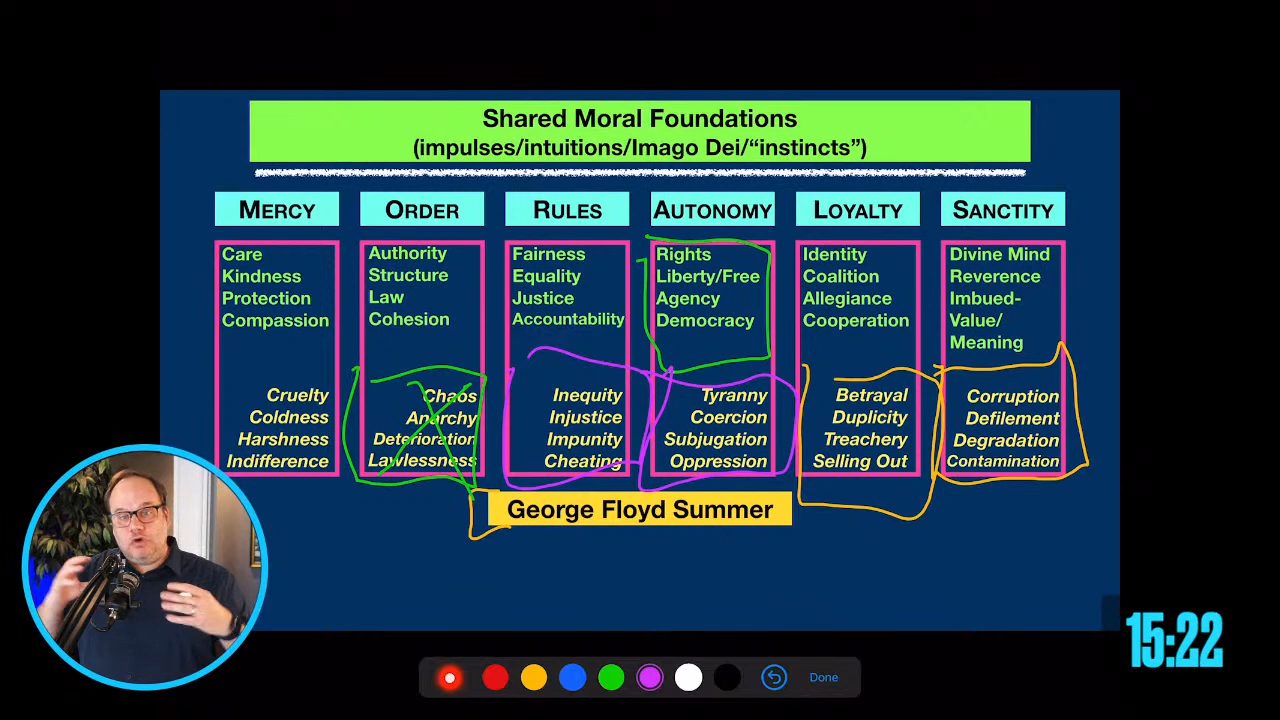 Shared Moral Foundations
(impulses/intuitions/Imago Dei/“instincts”)
MERCY
ORDER
RULES
AUTONOMY
LOYALTY
SANCTITY
Care
Kindness
Protection
Compassion
Cruelty
Coldness
Harshness
Indifference
Authority
Structure
Law
Cohesion
Chaos
Anarchy
Deterioration
Lawlessness
Fairness
Equality
Justice
Accountability
Inequity
Injustice
Impunity
Cheating
Rights
Liberty/Free
Agency
Democracy
Tyranny
Coercion
Subjugation
Oppression
Identity
Coalition
Allegiance
Cooperation
Betrayal
Duplicity
Treachery
Selling Out
Divine Mind
Reverence
Imbued-
Value/
Meaning
Corruption
Defilement
Degradation
Contamination
George Floyd Summer
15:22
Done